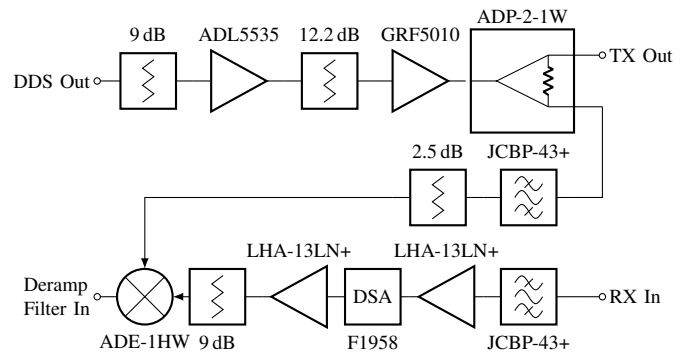 9 dB
ADL5535
12.2 dB
GRF5010
ADP-2-1W
DDS Out
TX Out
2.5 dB
JCBP-43+
LHA-13LN+
LHA-13LN+
Deramp
Filter In
DSA
RX In
ADE-1HW
9 dB
F1958
JCBP-43+